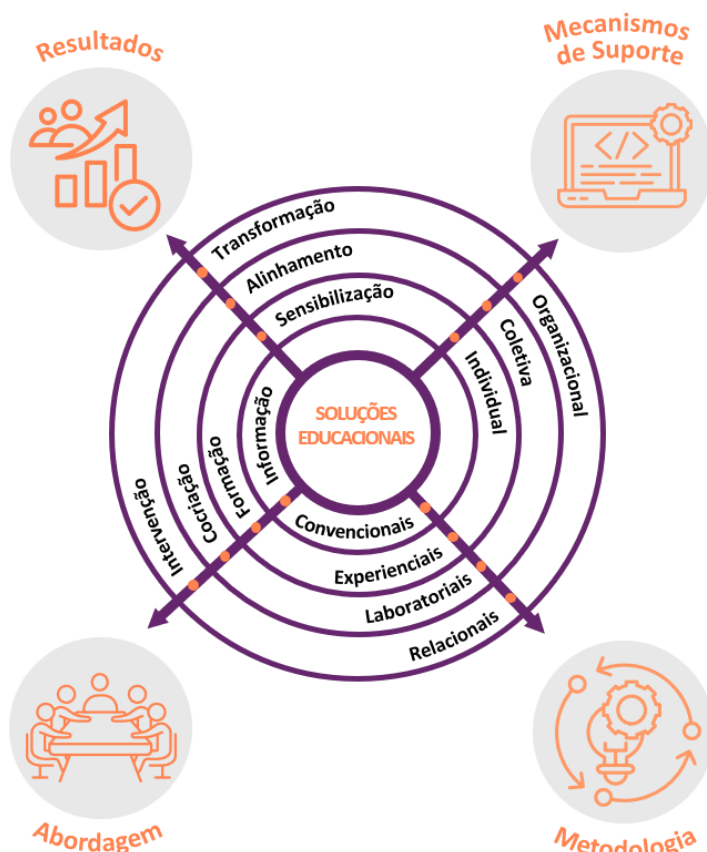 Resultados
Mecanismos
de Suporte
Transformação
Alinhamento
Sensibilização
Organizacional
Coletiva
Individual
SOLUÇÕES
EDUCACIONAIS
Informação
Formação
Cocriação
Intervenção
Convencionais
Experienciais
Laboratoriais
Relacionais
Abordagem
Metodologia